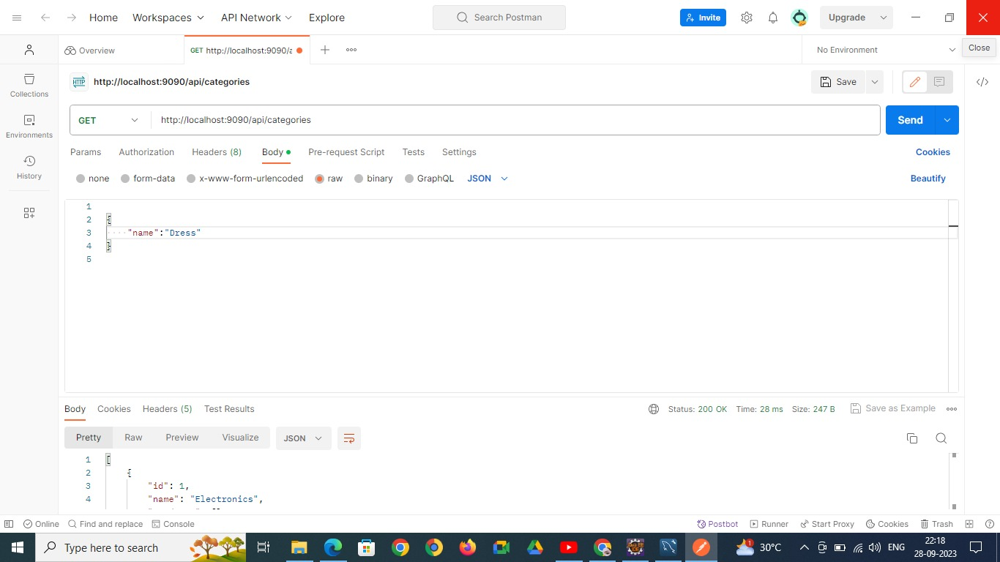 Home Workspaces API Network Explore Search Postman Invite Upgrade
Overview GET http://localhost:9090/a No Environment Close
HTTP http://localhost:9090/api/categories Save
GET http://localhost:9090/api/categories Send
Params Authorization Headers (8) Body Pre-request Script Tests Settings Cookies
none form-data x-www-form-urlencoded raw binary GraphQL JSON Beautify
Collections
Environments
History
1
2 {
3 "name":"Dress"
4 }
5
Body Cookies Headers (5) Test Results Status: 200 OK Time: 28 ms Size: 247 B Save as Example
Pretty Raw Preview Visualize JSON
1 [
2 {
3 "id": 1,
4 "name": "Electronics",
Online Find and replace Console Postbot Runner Start Proxy Cookies Trash
Type here to search 1 30°C ENG 22:18
28-09-2023